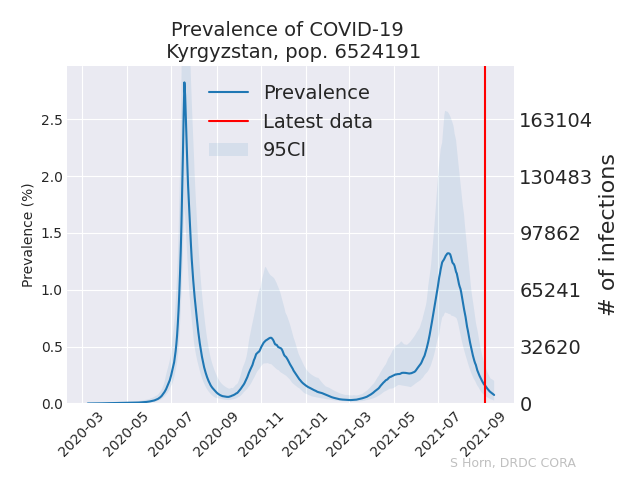 Prevalence of COVID-19
Kyrgyzstan, pop. 6524191
Prevalence
Latest data
95CI
Prevalence (%)
2.5
2.0
1.5
1.0
0.5
0.0
163104
130483
97862
65241
32620
0
# of infections
2020-03
2020-05
2020-07
2020-09
2020-11
2021-01
2021-03
2021-05
2021-07
2021-09
S Horn, DRDC CORA